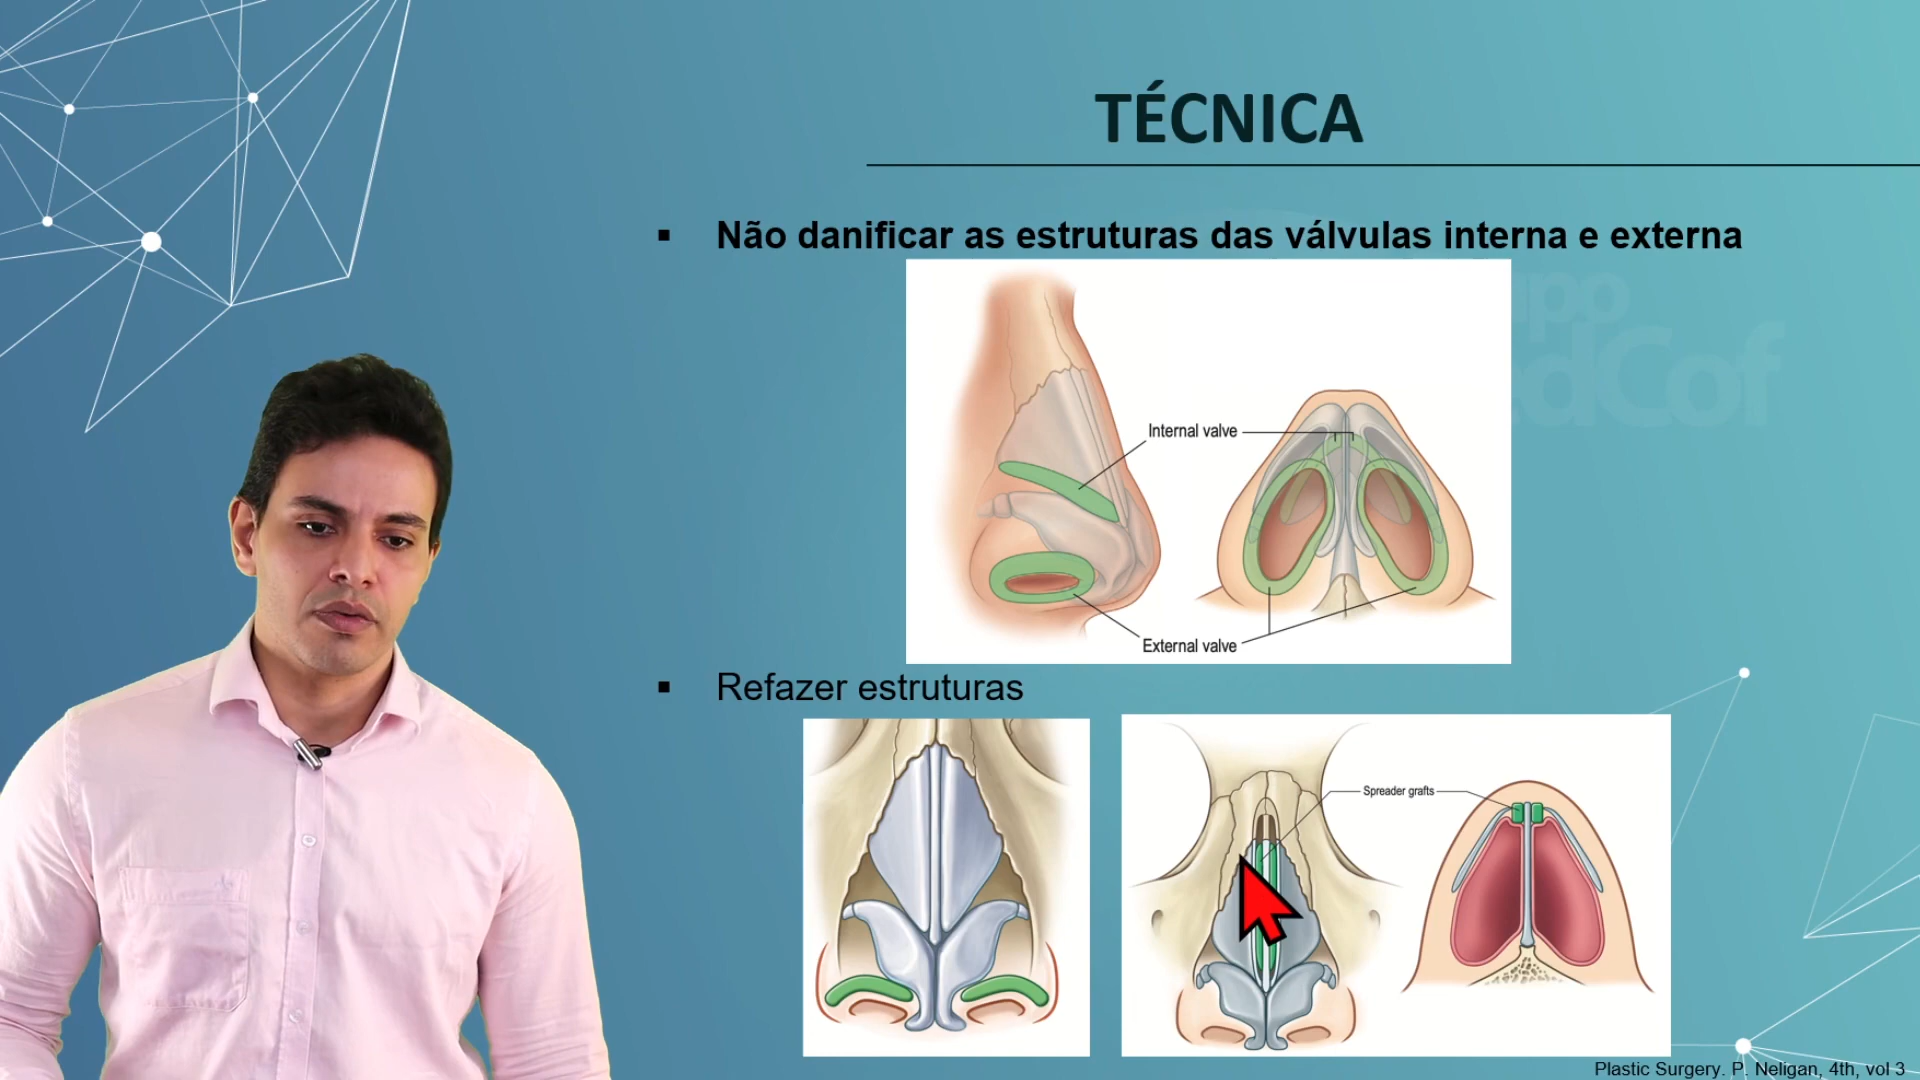 TÉCNICA
▪ Não danificar as estruturas das válvulas interna e externa
Internal valve
External valve
▪ Refazer estruturas
Spreader grafts
Plastic Surgery. P. Neligan, 4th, vol 3